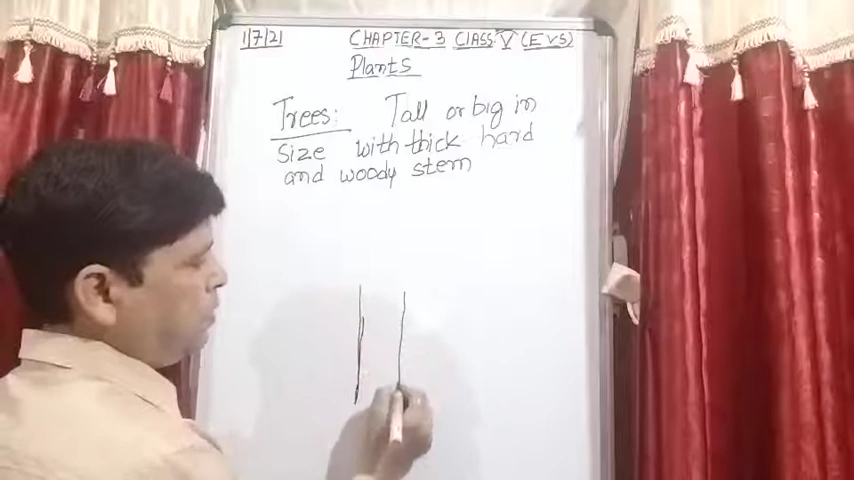 1/7/21 CHAPTER-3 CLASS-V (EVS)
Plants
Trees: Tall or big in
size with thick hard
and woody stem